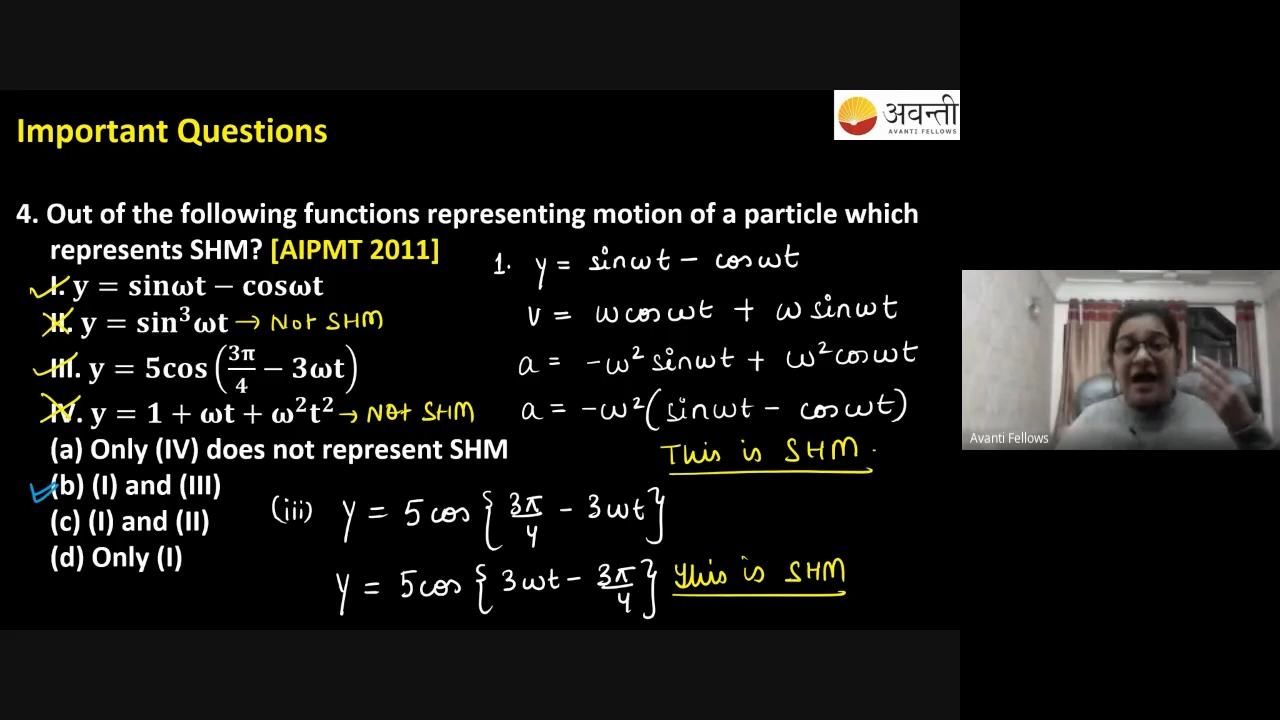 Important Questions
अवन्ती
AVANTI FELLOWS
4. Out of the following functions representing motion of a particle which
represents SHM? [AIPMT 2011]
I. y = sinωt − cosωt
II. y = sin³ωt → Not SHM
III. y = 5cos(3π/4 − 3ωt)
IV. y = 1 + ωt + ω²t² → Not SHM
(a) Only (IV) does not represent SHM
(b) (I) and (III)
(c) (I) and (II)
(d) Only (I)
1. y = sinωt − cosωt
v = ωcosωt + ωsinωt
a = −ω²sinωt + ω²cosωt
a = −ω²(sinωt − cosωt)
This is SHM.
(iii) y = 5cos{3π/4 − 3ωt}
y = 5cos{3ωt − 3π/4} This is SHM
Avanti Fellows